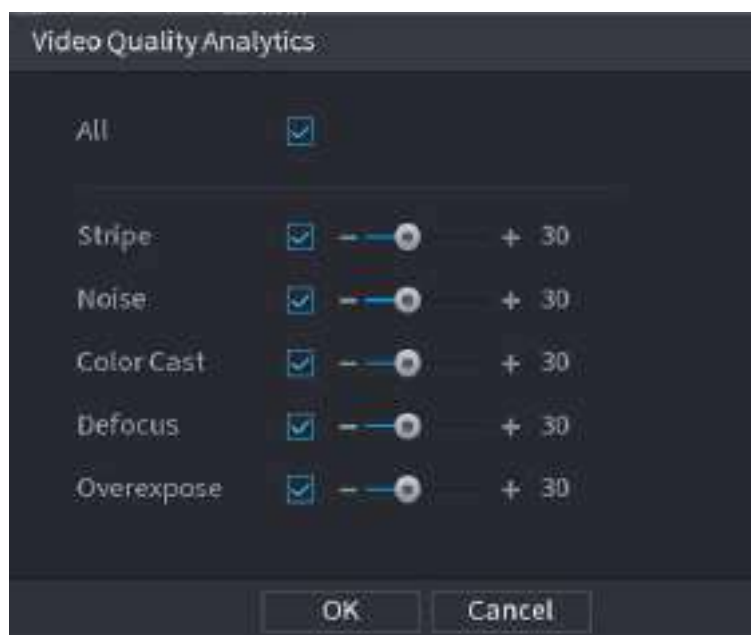 Video Quality Analytics
All
Stripe - + 30
Noise - + 30
Color Cast - + 30
Defocus - + 30
Overexpose - + 30
OK Cancel